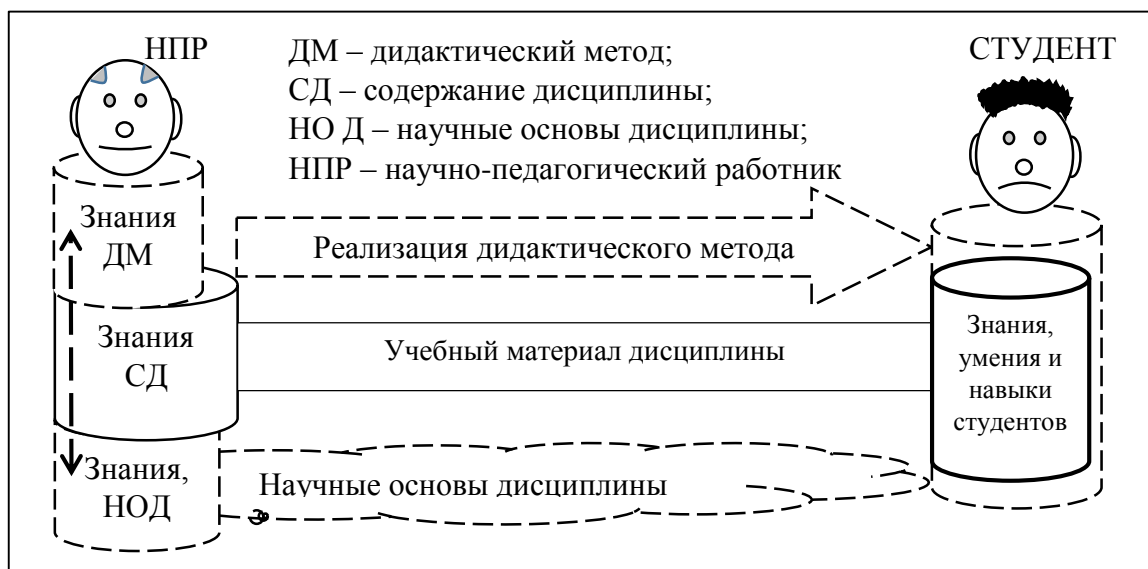 НПР
ДМ – дидактический метод;
СД – содержание дисциплины;
НО Д – научные основы дисциплины;
НПР – научно-педагогический работник
СТУДЕНТ
Знания
ДМ
Реализация дидактического метода
Знания
СД
Учебный материал дисциплины
Знания,
умения и
навыки
студентов
Знания,
НОД
Научные основы дисциплины